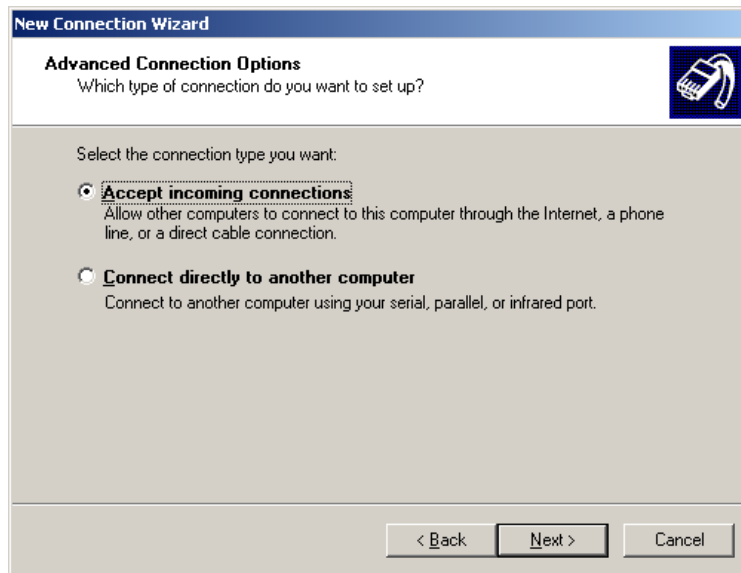 New Connection Wizard
Advanced Connection Options
Which type of connection do you want to set up?
Select the connection type you want:
Accept incoming connections
Allow other computers to connect to this computer through the Internet, a phone
line, or a direct cable connection.
Connect directly to another computer
Connect to another computer using your serial, parallel, or infrared port.
< Back Next > Cancel